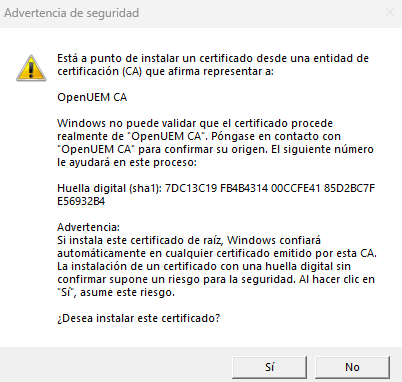 Advertencia de seguridad
Está a punto de instalar un certificado desde una entidad de
certificación (CA) que afirma representar a:
OpenUEM CA
Windows no puede validar que el certificado procede
realmente de "OpenUEM CA". Póngase en contacto con
"OpenUEM CA" para confirmar su origen. El siguiente número
le ayudará en este proceso:
Huella digital (sha1): 7DC13C19 FB4B4314 00CCFE41 85D2BC7F
E56932B4
Advertencia:
Si instala este certificado de raíz, Windows confiará
automáticamente en cualquier certificado emitido por esta CA.
La instalación de un certificado con una huella digital sin
confirmar supone un riesgo para la seguridad. Al hacer clic en
"Sí", asume este riesgo.
¿Desea instalar este certificado?
Sí
No